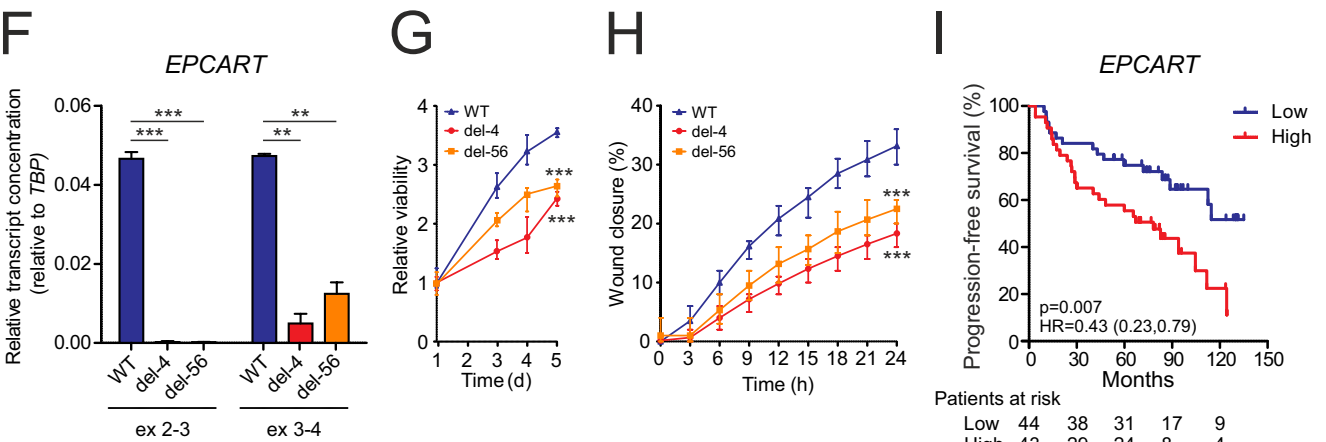 F
EPCART
Relative transcript concentration
(relative to TBP)
0.06
0.04
0.02
0.00
***
***
**
**
WT
del-4
del-56
WT
del-4
del-56
ex 2-3
ex 3-4
G
Relative viability
4
3
2
1
0
WT
del-4
del-56
***
***
1
2
3
4
5
Time (d)
H
Wound closure (%)
40
30
20
10
0
WT
del-4
del-56
***
***
0
3
6
9
12
15
18
21
24
Time (h)
I
EPCART
Progression-free survival (%)
100
80
60
40
20
0
Low
High
p=0.007
HR=0.43 (0.23,0.79)
0
30
60
90
120
150
Months
Patients at risk
Low 44 38 31 17 9
High